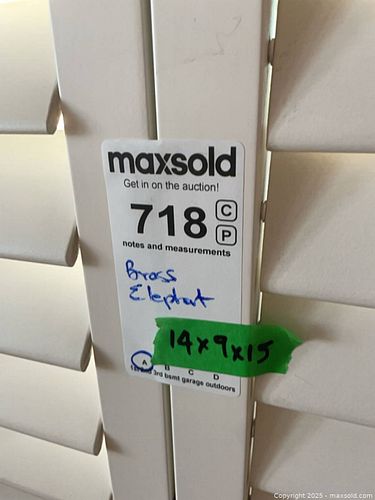 maxsold
Get in on the auction!
718 C
P
notes and measurements
Brass
Elephant
14x9x15
A B C D
3rd bsmt garage outdoors
Copyright 2025 - maxsold.com